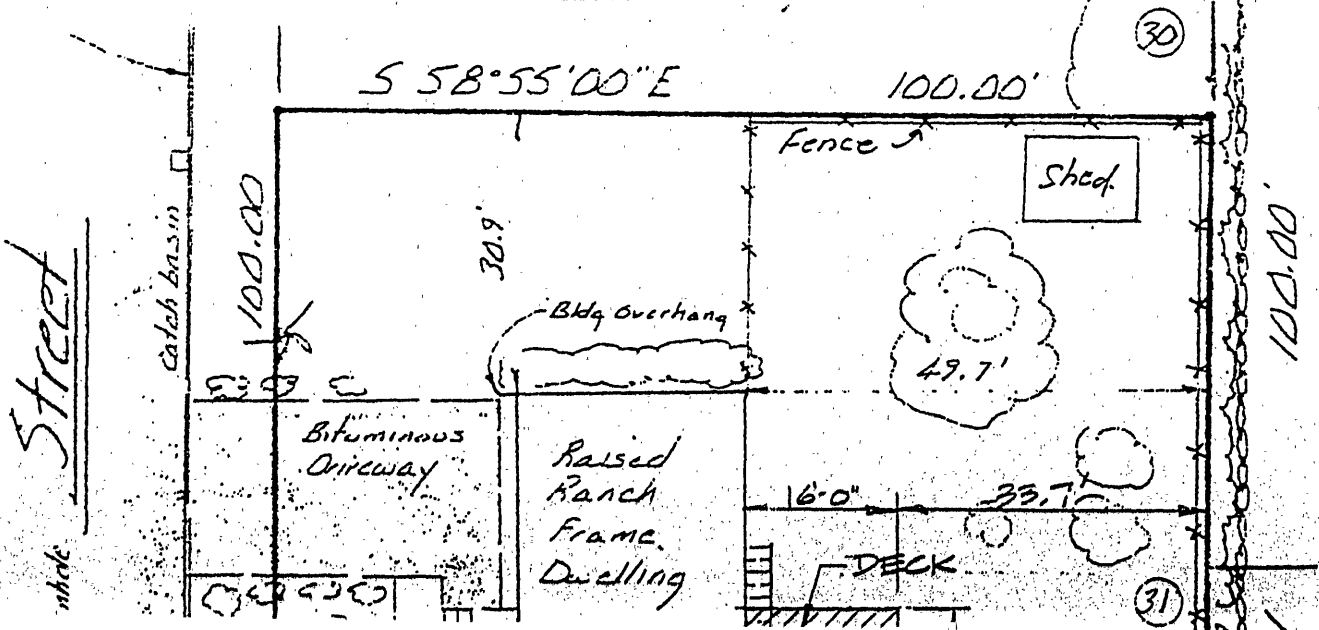 30
S 58°55'00"E 100.00'
Fence
Shed.
Street
Catch basin
100.00
30.9'
100.00'
Bldg Overhang
49.7'
Bituminous
Driveway
Raised
Ranch
Frame
Dwelling
16'-0"
33.7'
DECK
31